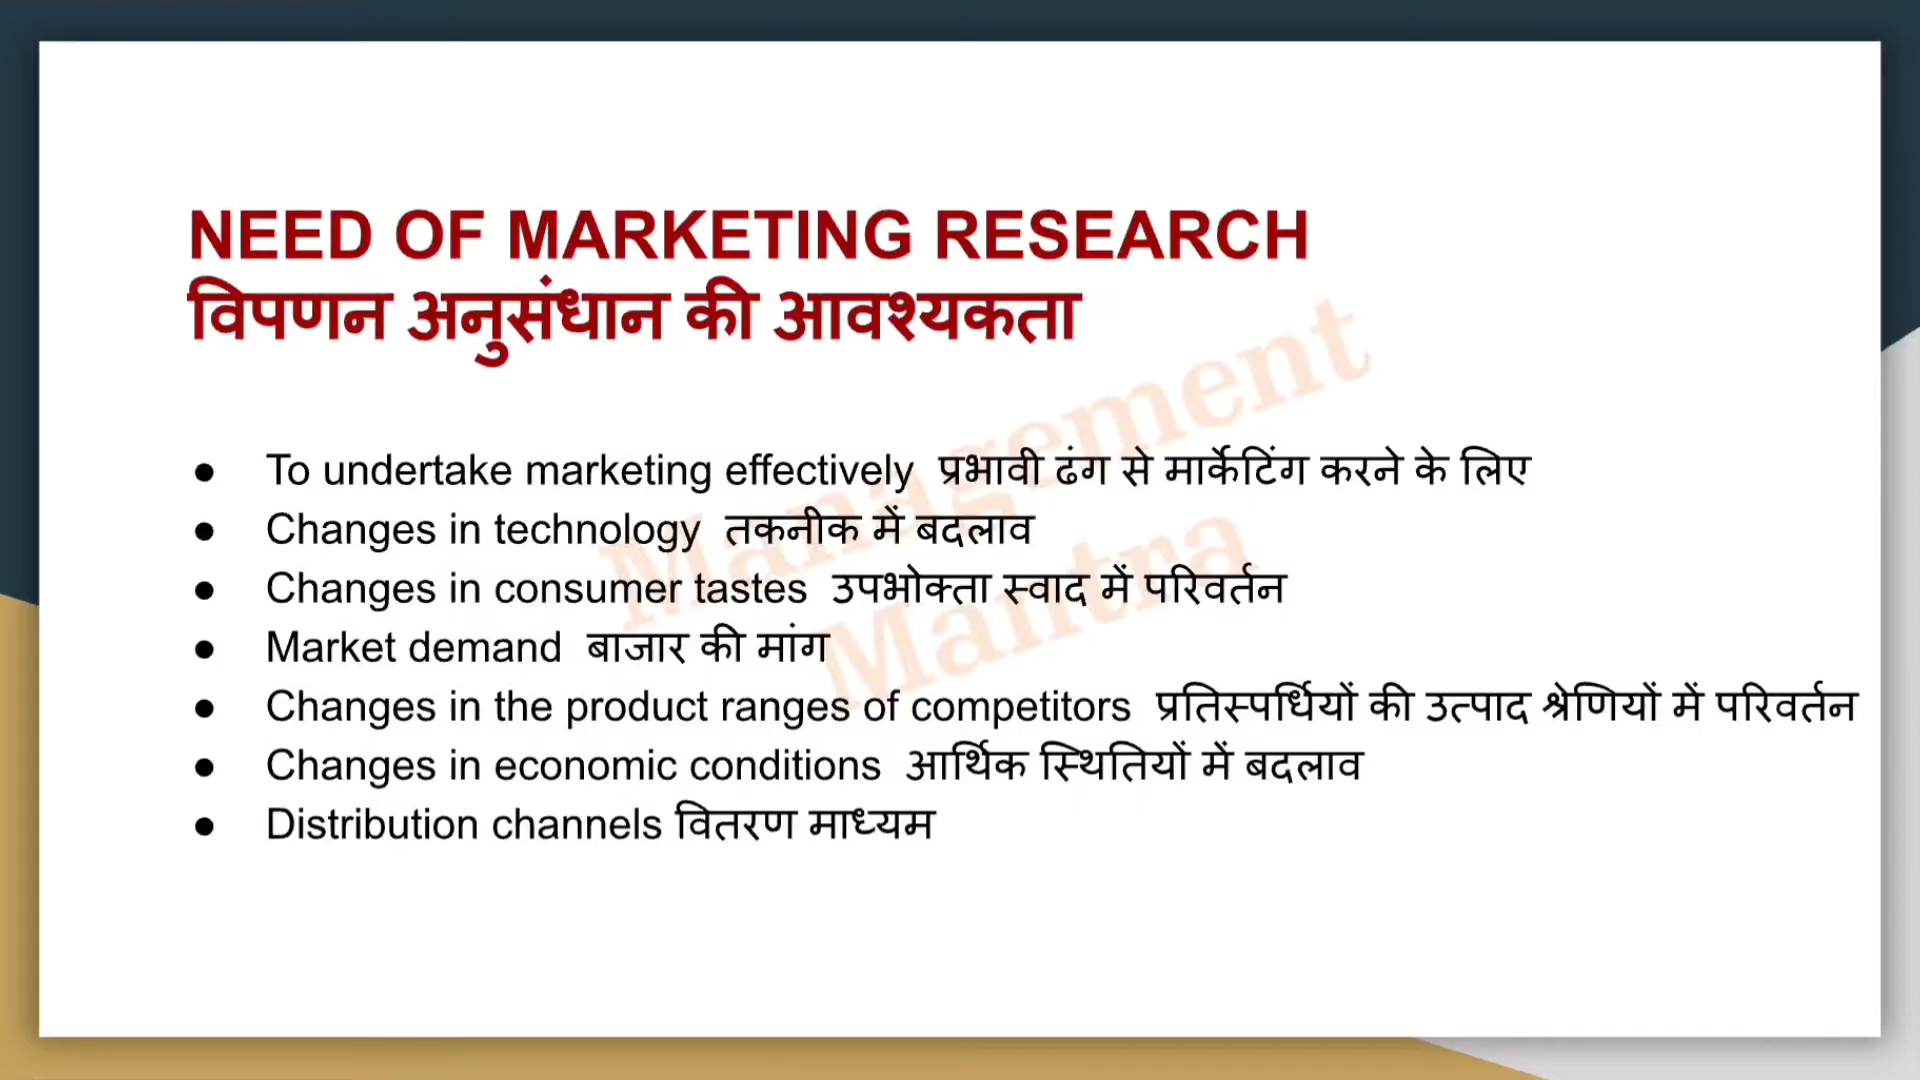 NEED OF MARKETING RESEARCH
विपणन अनुसंधान की आवश्यकता
● To undertake marketing effectively प्रभावी ढंग से मार्केटिंग करने के लिए
● Changes in technology तकनीक में बदलाव
● Changes in consumer tastes उपभोक्ता स्वाद में परिवर्तन
● Market demand बाजार की मांग
● Changes in the product ranges of competitors प्रतिस्पर्धियों की उत्पाद श्रेणियों में परिवर्तन
● Changes in economic conditions आर्थिक स्थितियों में बदलाव
● Distribution channels वितरण माध्यम
Management
Mantra